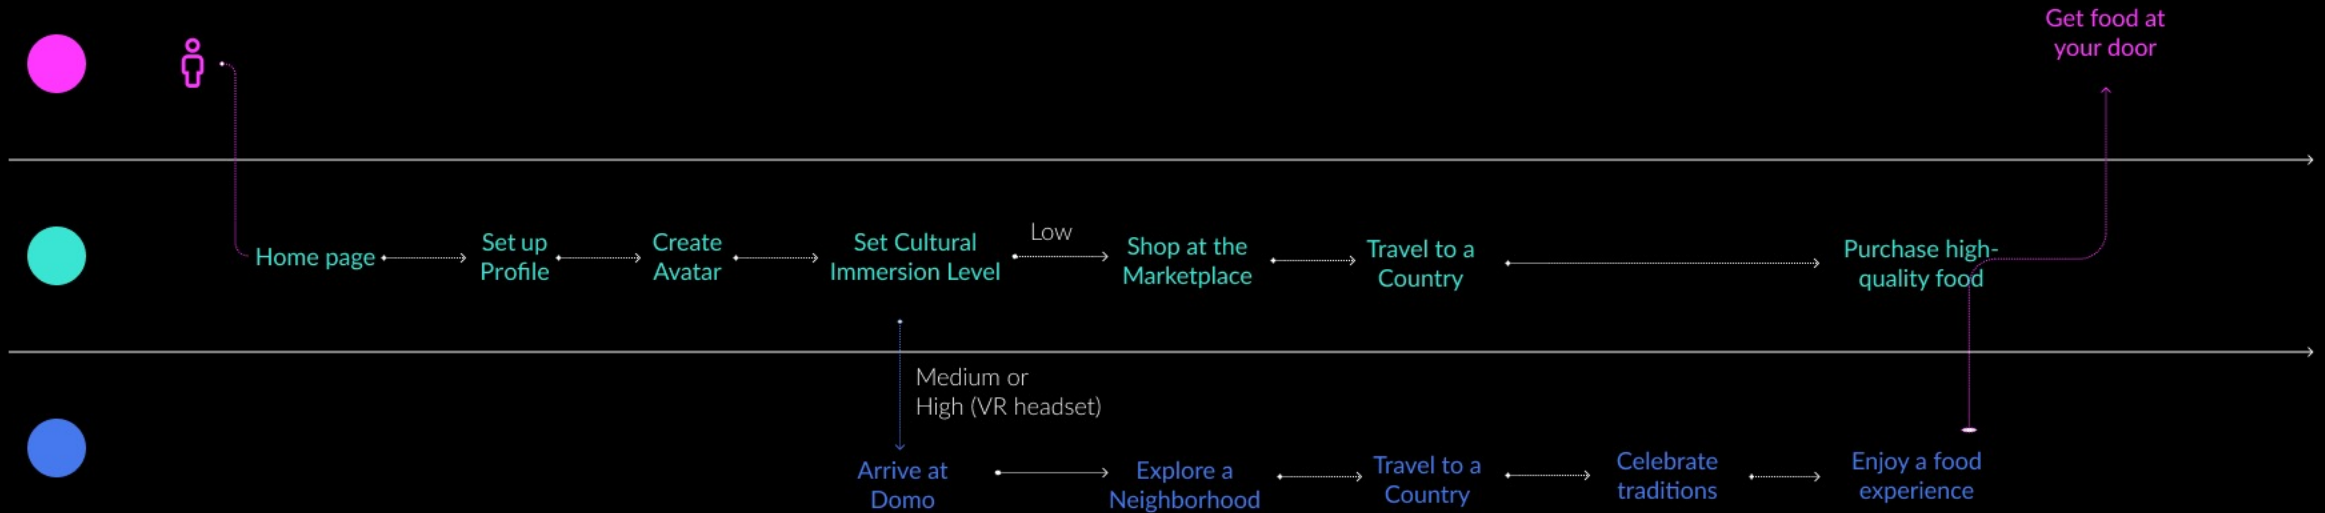 Get food at
your door
Home page
Set up
Profile
Create
Avatar
Set Cultural
Immersion Level
Low
Shop at the
Marketplace
Travel to a
Country
Purchase high-
quality food
Medium or
High (VR headset)
Arrive at
Domo
Explore a
Neighborhood
Travel to a
Country
Celebrate
traditions
Enjoy a food
experience